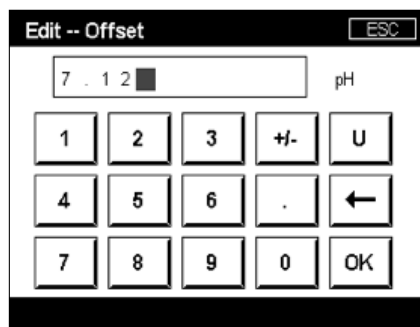 Edit -- Offset ESC
7 . 1 2 pH
1 2 3 +/- U
4 5 6 . ←
7 8 9 0 OK